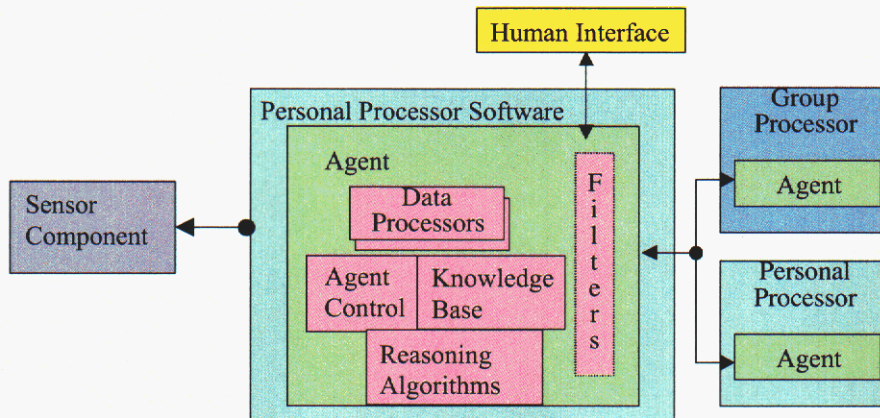 Human Interface
Personal Processor Software
Agent
Data
Processors
Agent
Control
Knowledge
Base
Reasoning
Algorithms
F
i
l
t
e
r
s
Sensor
Component
Group
Processor
Agent
Personal
Processor
Agent